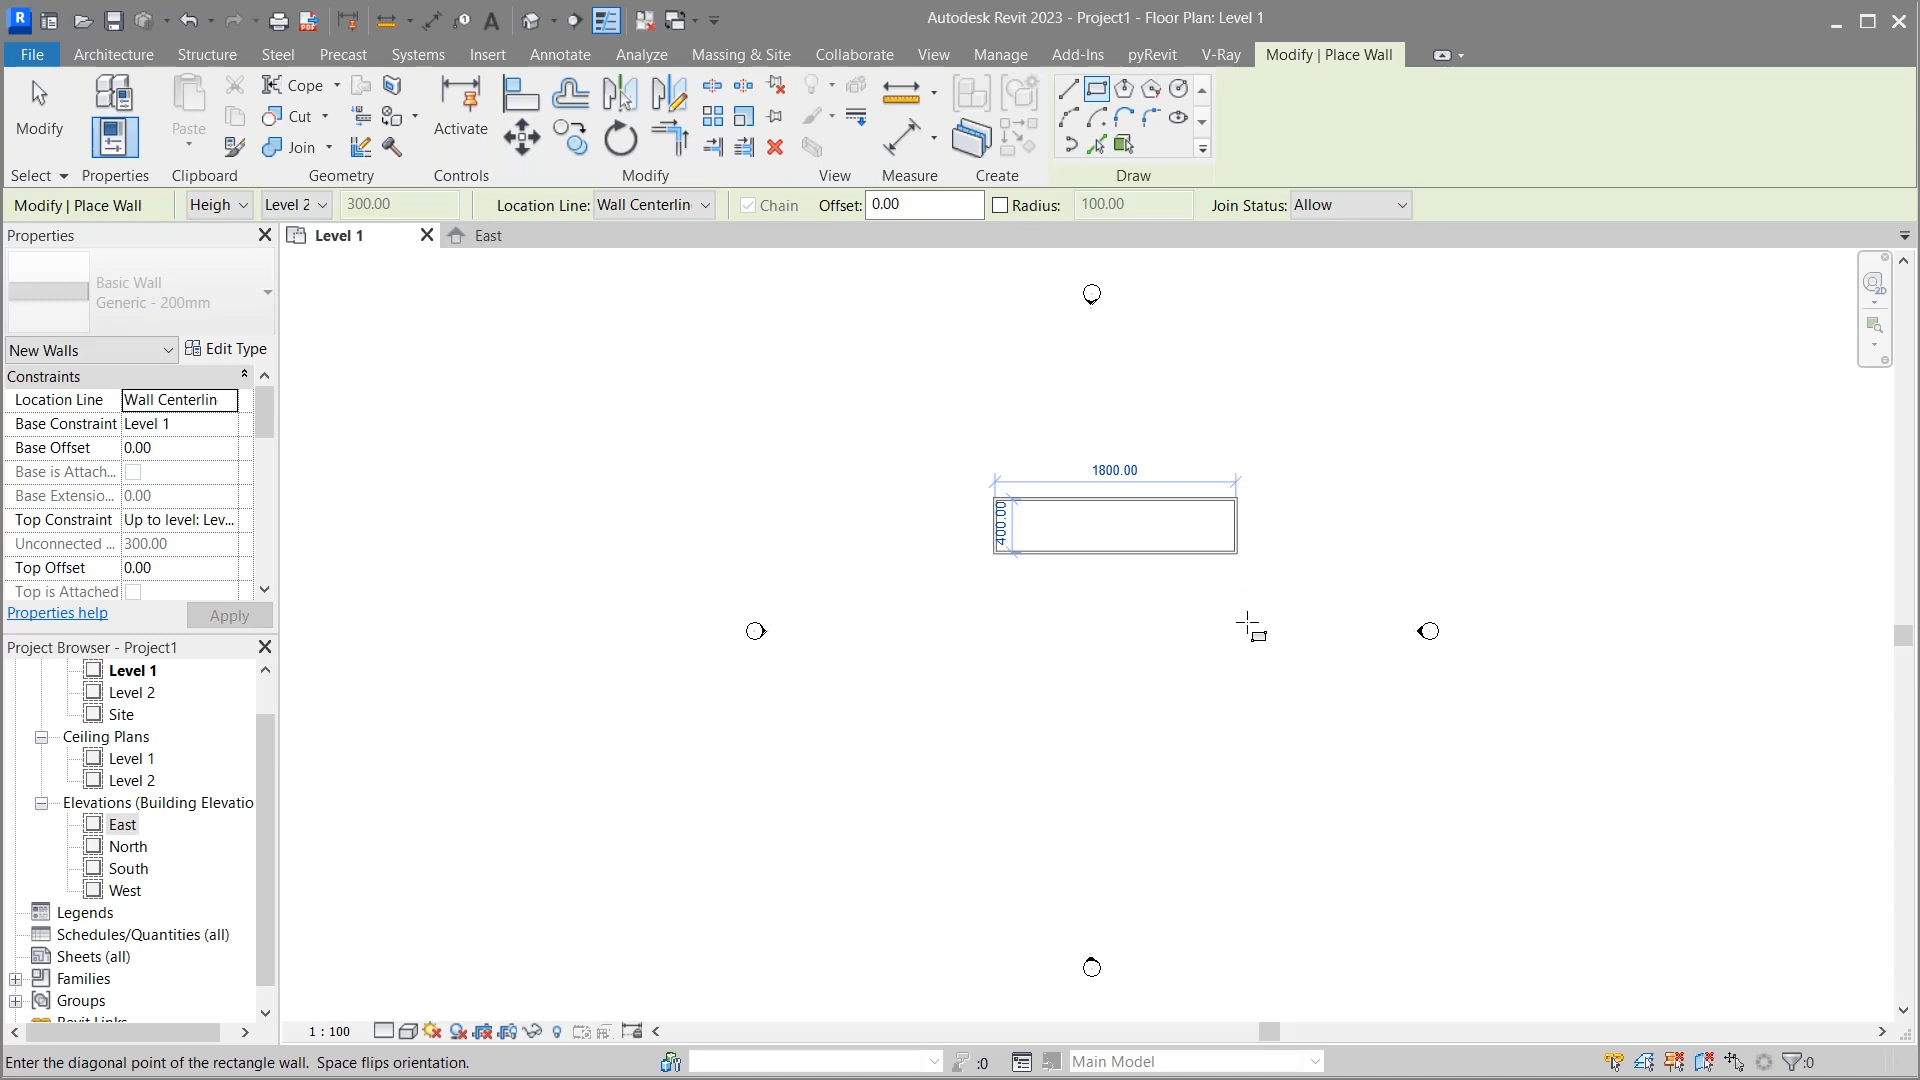 Autodesk Revit 2023 - Project1 - Floor Plan: Level 1
File Architecture Structure Steel Precast Systems Insert Annotate Analyze Massing & Site Collaborate View Manage Add-Ins pyRevit V-Ray Modify | Place Wall
Modify Paste Cope Cut Join Activate
Select Properties Clipboard Geometry Controls Modify View Measure Create Draw
Modify | Place Wall Heigh Level 2 300.00 Location Line: Wall Centerlin Chain Offset: 0.00 Radius: 100.00 Join Status: Allow
Properties
Level 1
East
Basic Wall
Generic - 200mm
New Walls
Edit Type
Constraints
Location Line Wall Centerlin
Base Constraint Level 1
Base Offset 0.00
Base is Attach...
Base Extensio... 0.00
Top Constraint Up to level: Lev...
Unconnected ... 300.00
Top Offset 0.00
Top is Attached
Properties help
Apply
1800.00
400.00
Project Browser - Project1
Level 1
Level 2
Site
Ceiling Plans
Level 1
Level 2
Elevations (Building Elevatio
East
North
South
West
Legends
Schedules/Quantities (all)
Sheets (all)
Families
Groups
Revit Links
1 : 100
Enter the diagonal point of the rectangle wall. Space flips orientation.
:0
Main Model
:0